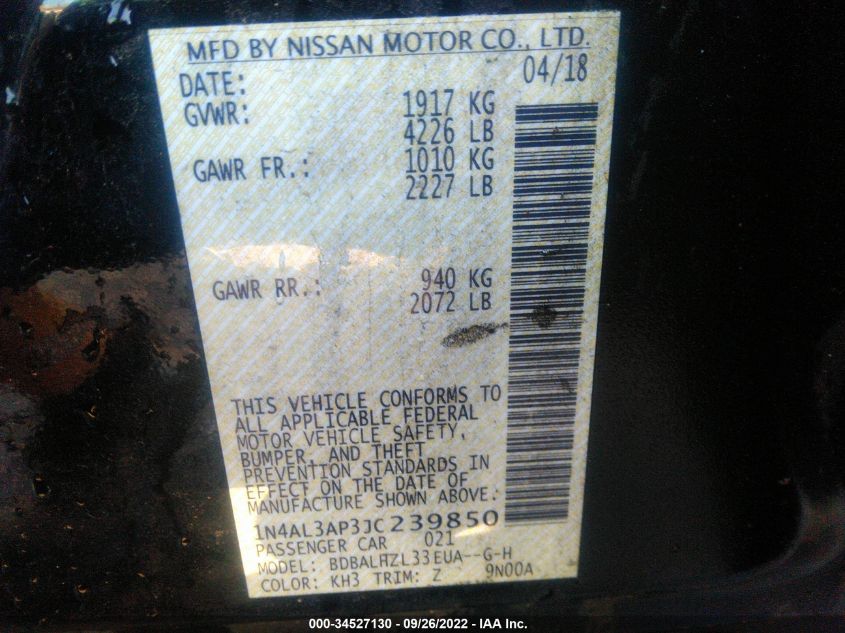 MFD BY NISSAN MOTOR CO., LTD.
DATE: 04/18
GVWR: 1917 KG
4226 LB
GAWR FR.: 1010 KG
2227 LB
GAWR RR.: 940 KG
2072 LB
THIS VEHICLE CONFORMS TO
ALL APPLICABLE FEDERAL
MOTOR VEHICLE SAFETY,
BUMPER, AND THEFT
PREVENTION STANDARDS IN
EFFECT ON THE DATE OF
MANUFACTURE SHOWN ABOVE.
1N4AL3AP3JC239850
PASSENGER CAR 021
MODEL: BDBALHZL33EUA--G-H
COLOR: KH3 TRIM: Z 9N00A
000-34527130 - 09/26/2022 - IAA Inc.